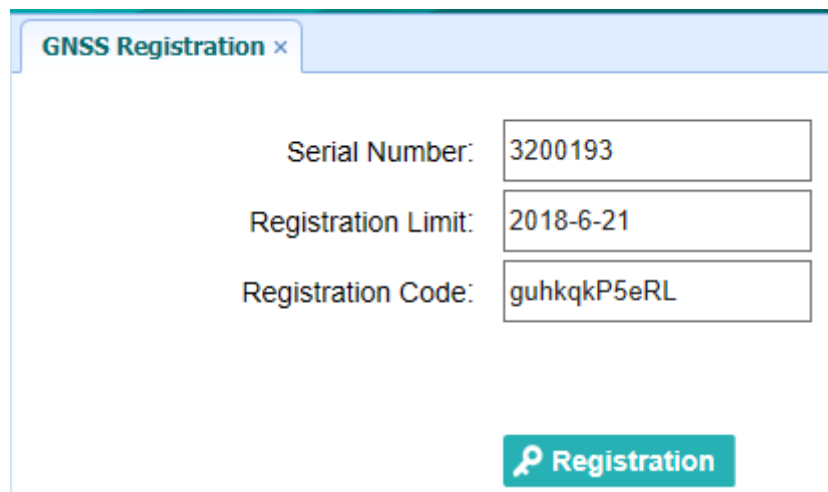 GNSS Registration ×
Serial Number: 3200193
Registration Limit: 2018-6-21
Registration Code: guhkqkP5eRL
Registration